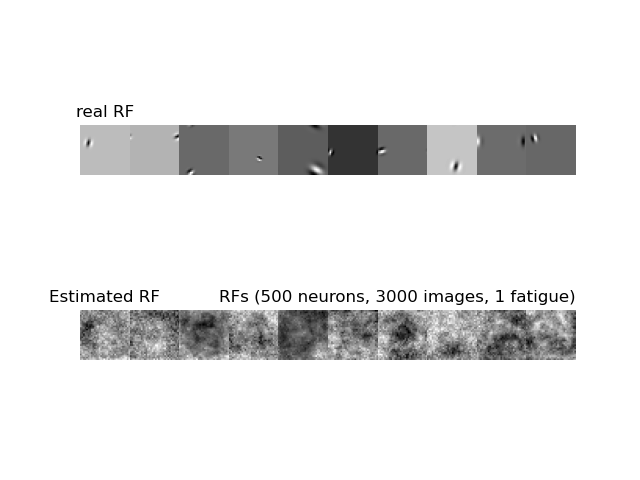 real RF
Estimated RF
RFs (500 neurons, 3000 images, 1 fatigue)